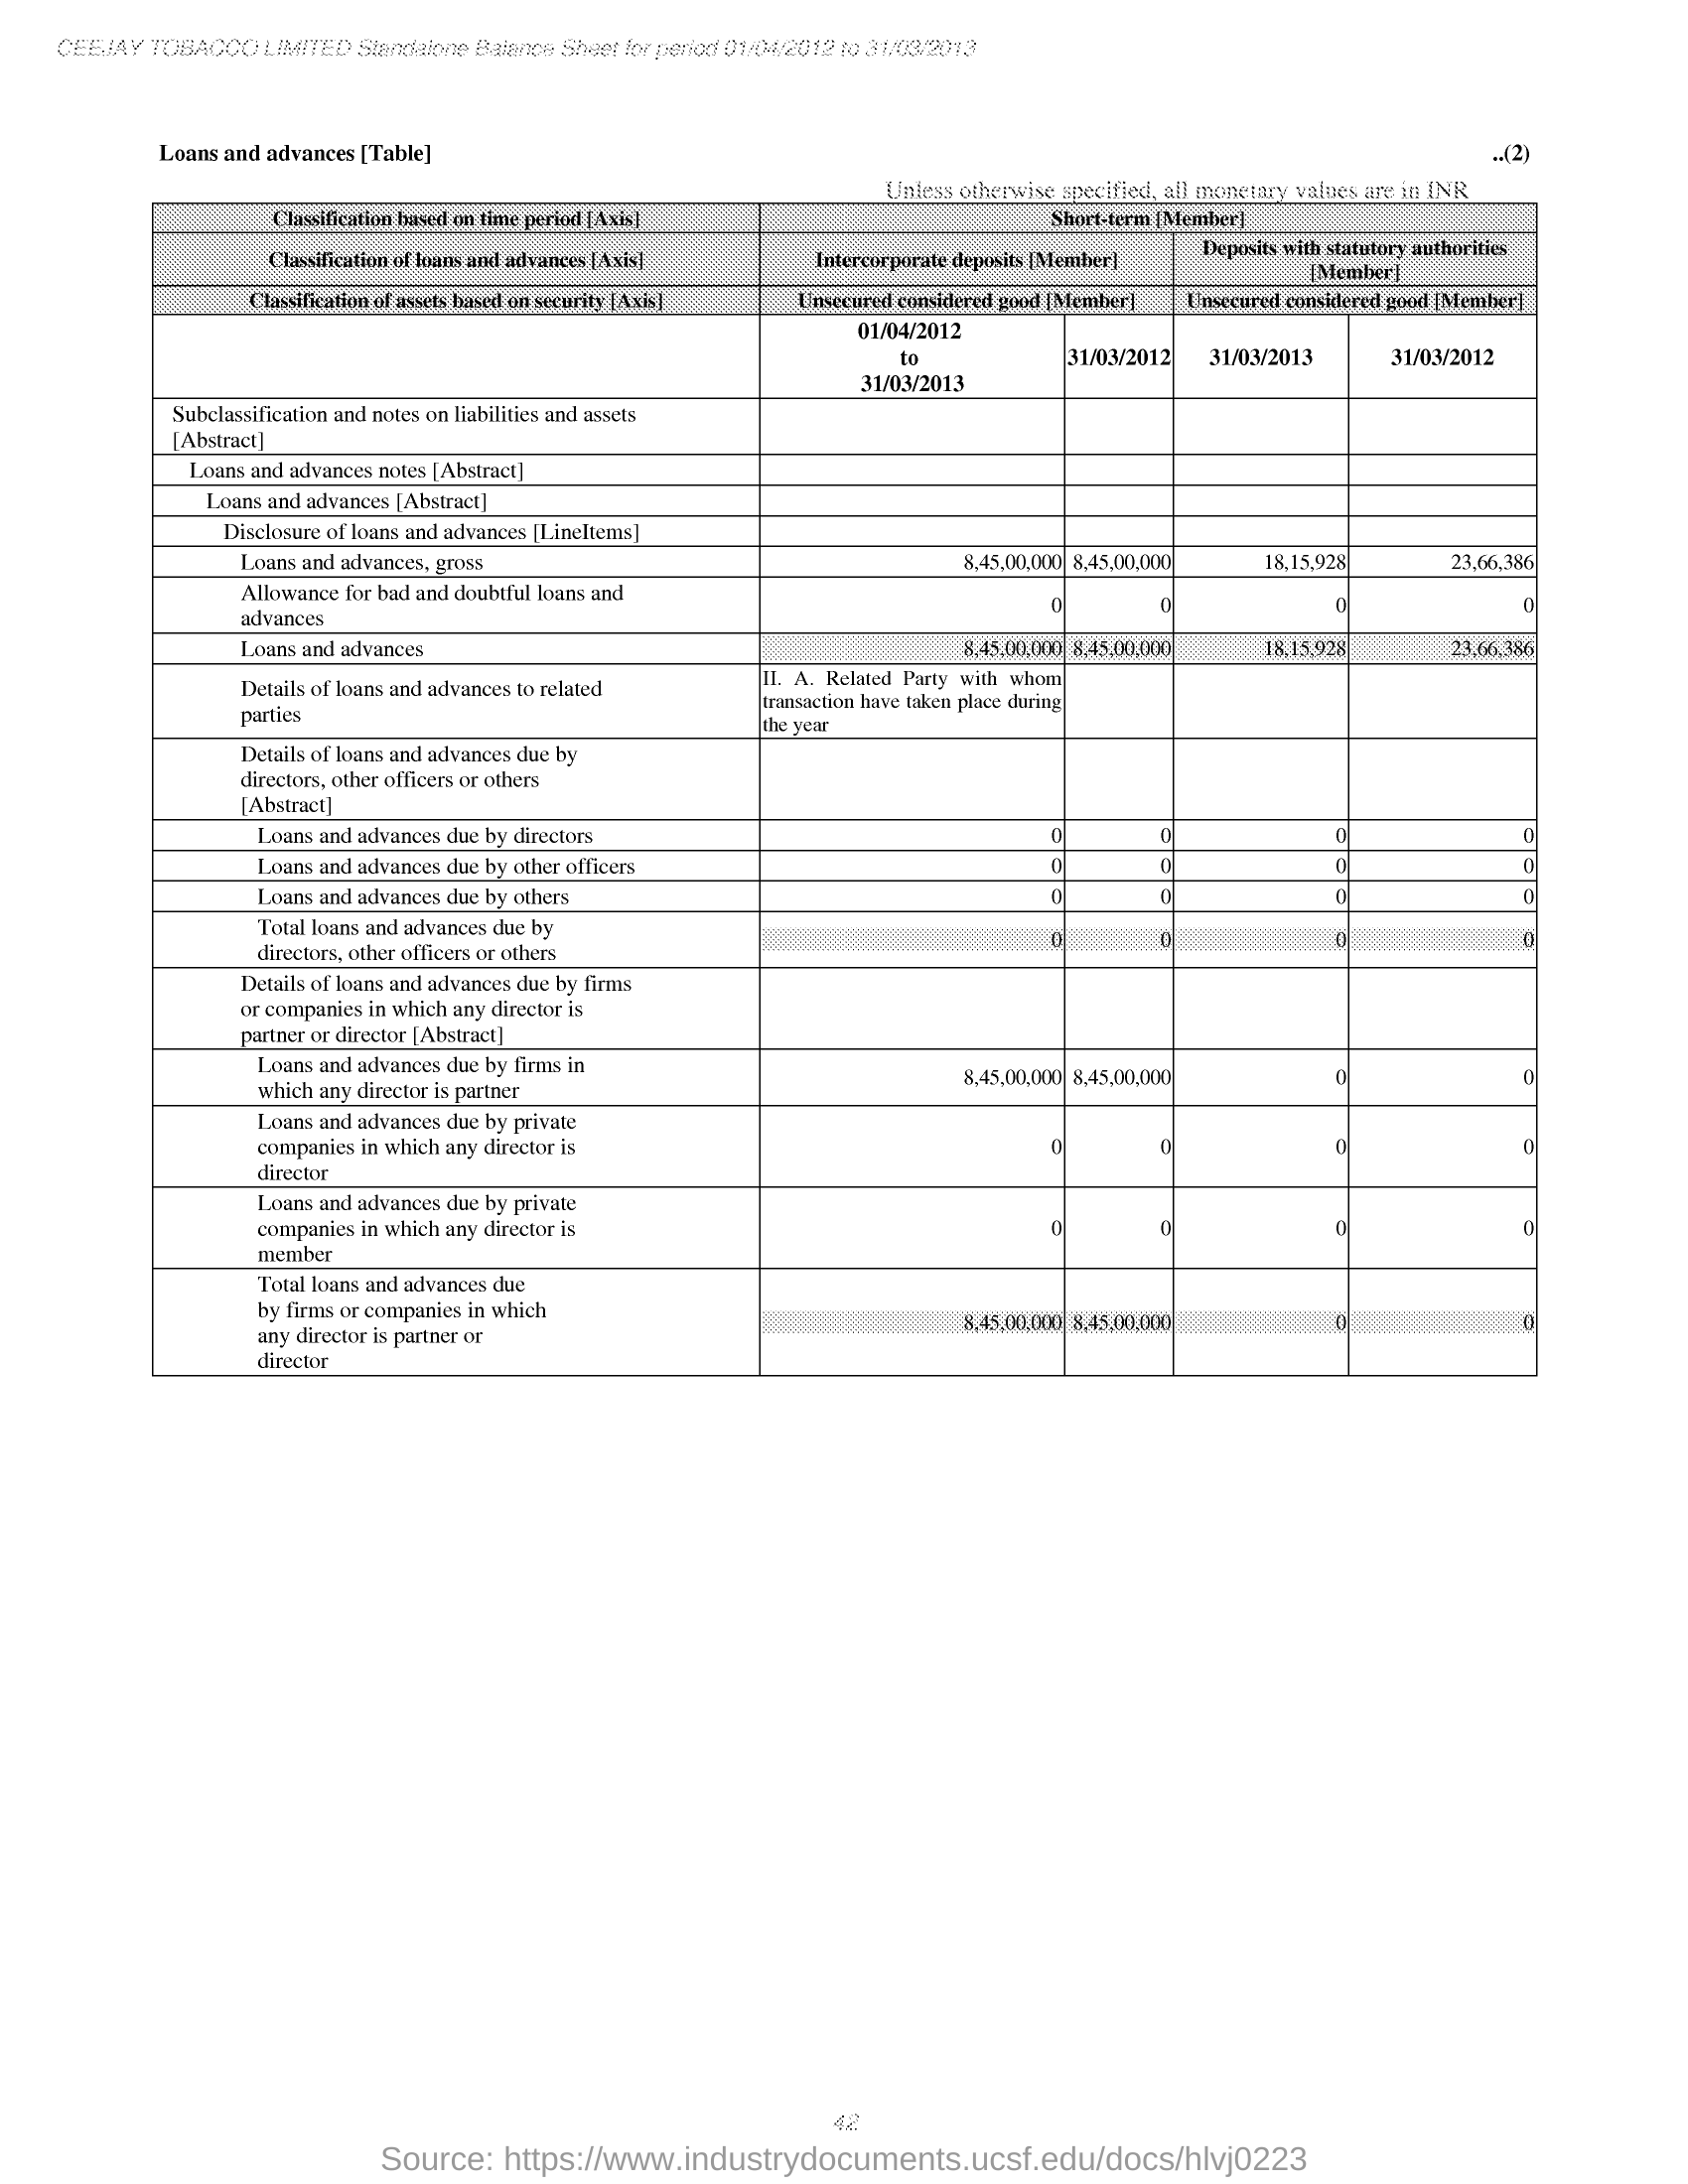 CEEJAY TOBACCO LIMITED Standalone Balance Sheet for period 01/04/2012 to 31/03/2013
Loans and advances [Table] ..(2)
Unless otherwise specified, all monetary values are in INR
Classification based on time period [Axis] Short-term [Member]
Classification of loans and advances [Axis] Intercorporate deposits [Member] Deposits with statutory authorities
[Member]
Classification of assets based on security [Axis] Unsecured considered good [Member] Unsecured considered good [Member]
01/04/2012
to
31/03/2013 31/03/2012 31/03/2013 31/03/2012
Subclassification and notes on liabilities and assets
[Abstract]
Loans and advances notes [Abstract]
Loans and advances [Abstract]
Disclosure of loans and advances [LineItems]
Loans and advances, gross 8,45,00,000 8,45,00,000 18,15,928 23,66,386
Allowance for bad and doubtful loans and
advances 0 0 0 0
Loans and advances 8,45,00,000 8,45,00,000 18,15,928 23,66,386
Details of loans and advances to related
parties
II. A. Related Party with whom
transaction have taken place during
the year
Details of loans and advances due by
directors, other officers or others
[Abstract]
Loans and advances due by directors 0 0 0 0
Loans and advances due by other officers 0 0 0 0
Loans and advances due by others 0 0 0 0
Total loans and advances due by
directors, other officers or others 0 0 0 0
Details of loans and advances due by firms
or companies in which any director is
partner or director [Abstract]
Loans and advances due by firms in
which any director is partner 8,45,00,000 8,45,00,000 0 0
Loans and advances due by private
companies in which any director is
director 0 0 0 0
Loans and advances due by private
companies in which any director is
member 0 0 0 0
Total loans and advances due
by firms or companies in which
any director is partner or
director 8,45,00,000 8,45,00,000 0 0
42
Source: https://www.industrydocuments.ucsf.edu/docs/hlvj0223